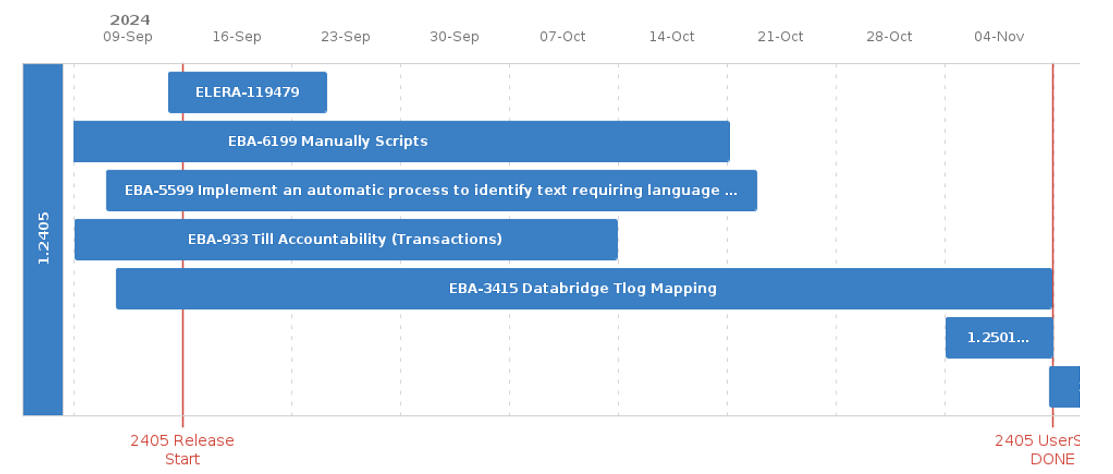 2024
09-Sep 16-Sep 23-Sep 30-Sep 07-Oct 14-Oct 21-Oct 28-Oct 04-Nov
1.2405
ELERA-119479
EBA-6199 Manually Scripts
EBA-5599 Implement an automatic process to identify text requiring language ...
EBA-933 Till Accountability (Transactions)
EBA-3415 Databridge Tlog Mapping
1.2501...
2405 Release
Start
2405 UserS
DONE